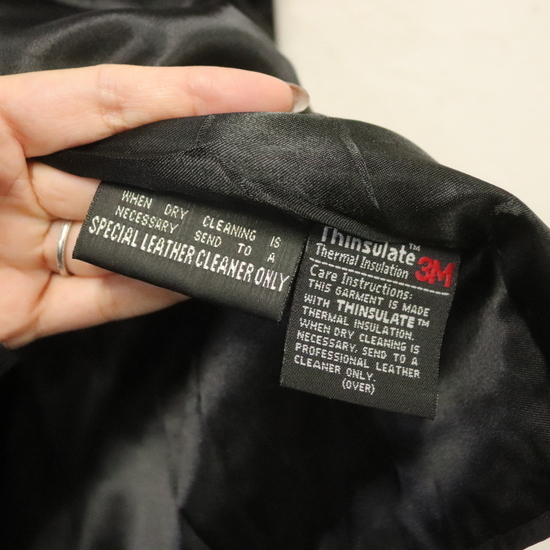 WHEN DRY CLEANING IS
NECESSARY SEND TO A
SPECIAL LEATHER CLEANER ONLY
Thinsulate™
Thermal Insulation 3M
Care Instructions:
THIS GARMENT IS MADE
WITH THINSULATE™
THERMAL INSULATION.
WHEN DRY CLEANING IS
NECESSARY, SEND TO A
PROFESSIONAL LEATHER
CLEANER ONLY.
(OVER)